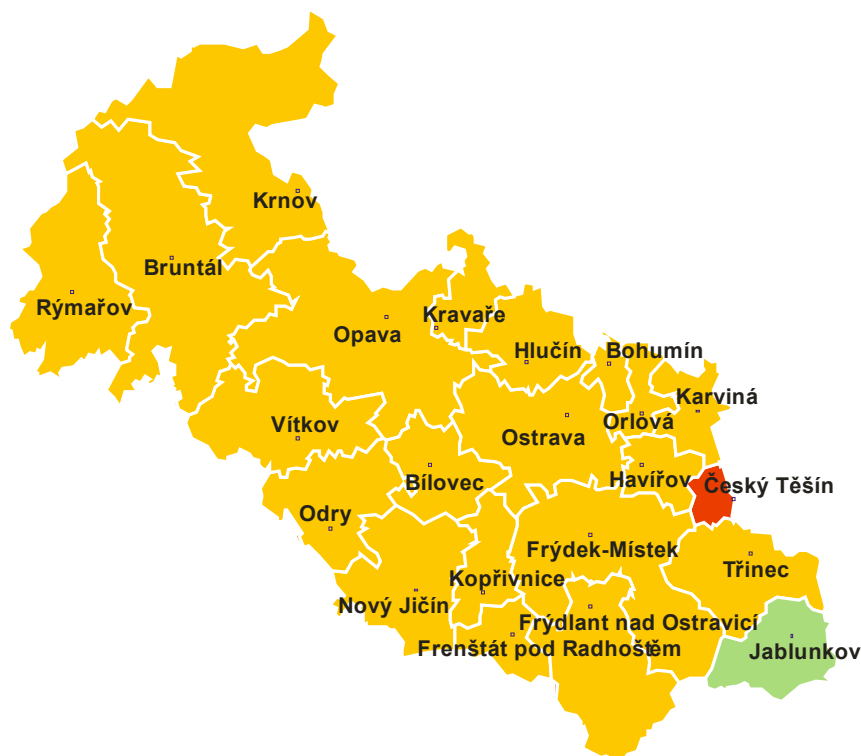 Krnov
Bruntál
Rýmařov
Kravaře
Opava
Hlučín
Bohumín
Karviná
Orlová
Vítkov
Ostrava
Bílovec
Havířov
Český Těšín
Odry
Frýdek-Místek
Třinec
Kopřivnice
Nový Jičín
Frýdlant nad Ostravicí
Frenštát pod Radhoštěm
Jablunkov